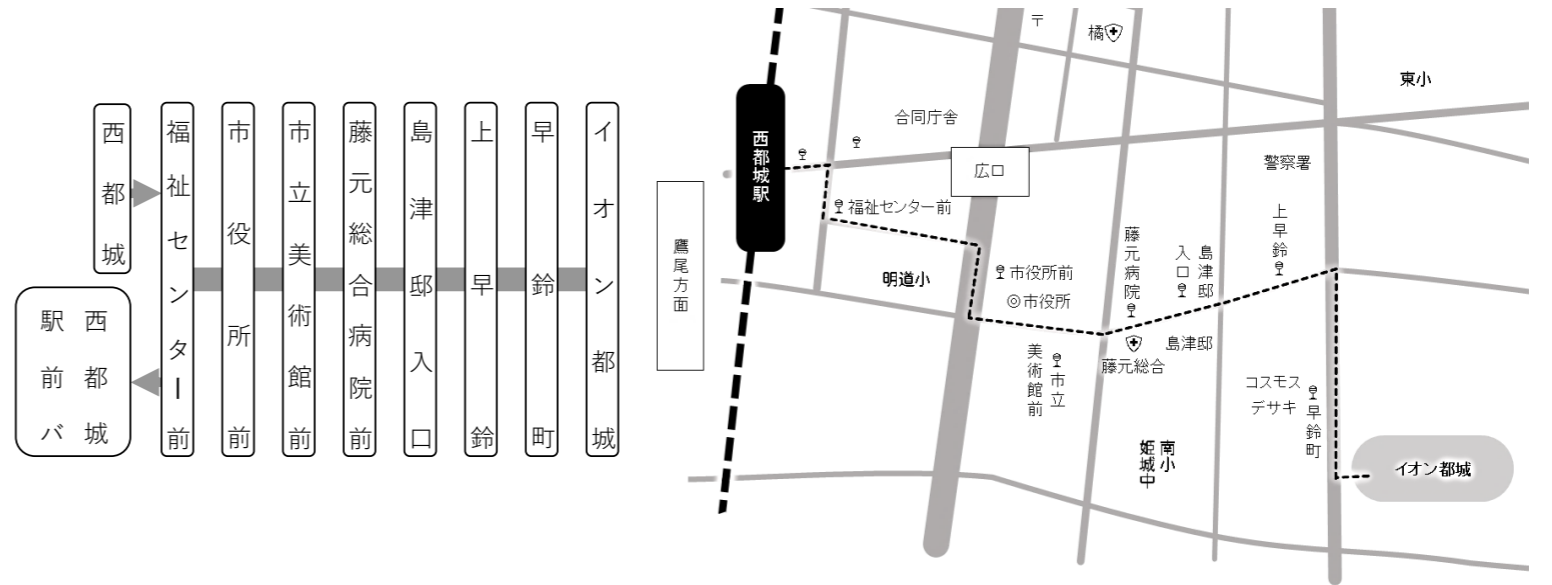 西都城
西都城
駅前バ
福祉センター前
市役所前
市立美術館前
藤元総合病院前
島津邸入口
上早鈴
早鈴町
イオン都城
鷹尾方面
西都城駅
〒
橘
東小
合同庁舎
広口
警察署
福祉センター前
上早鈴
藤元病院
島津邸
入口
市役所前
明道小
◎市役所
島津邸
藤元総合
市立
美術館前
コスモス
デサキ
早鈴町
南小
姫城中
イオン都城